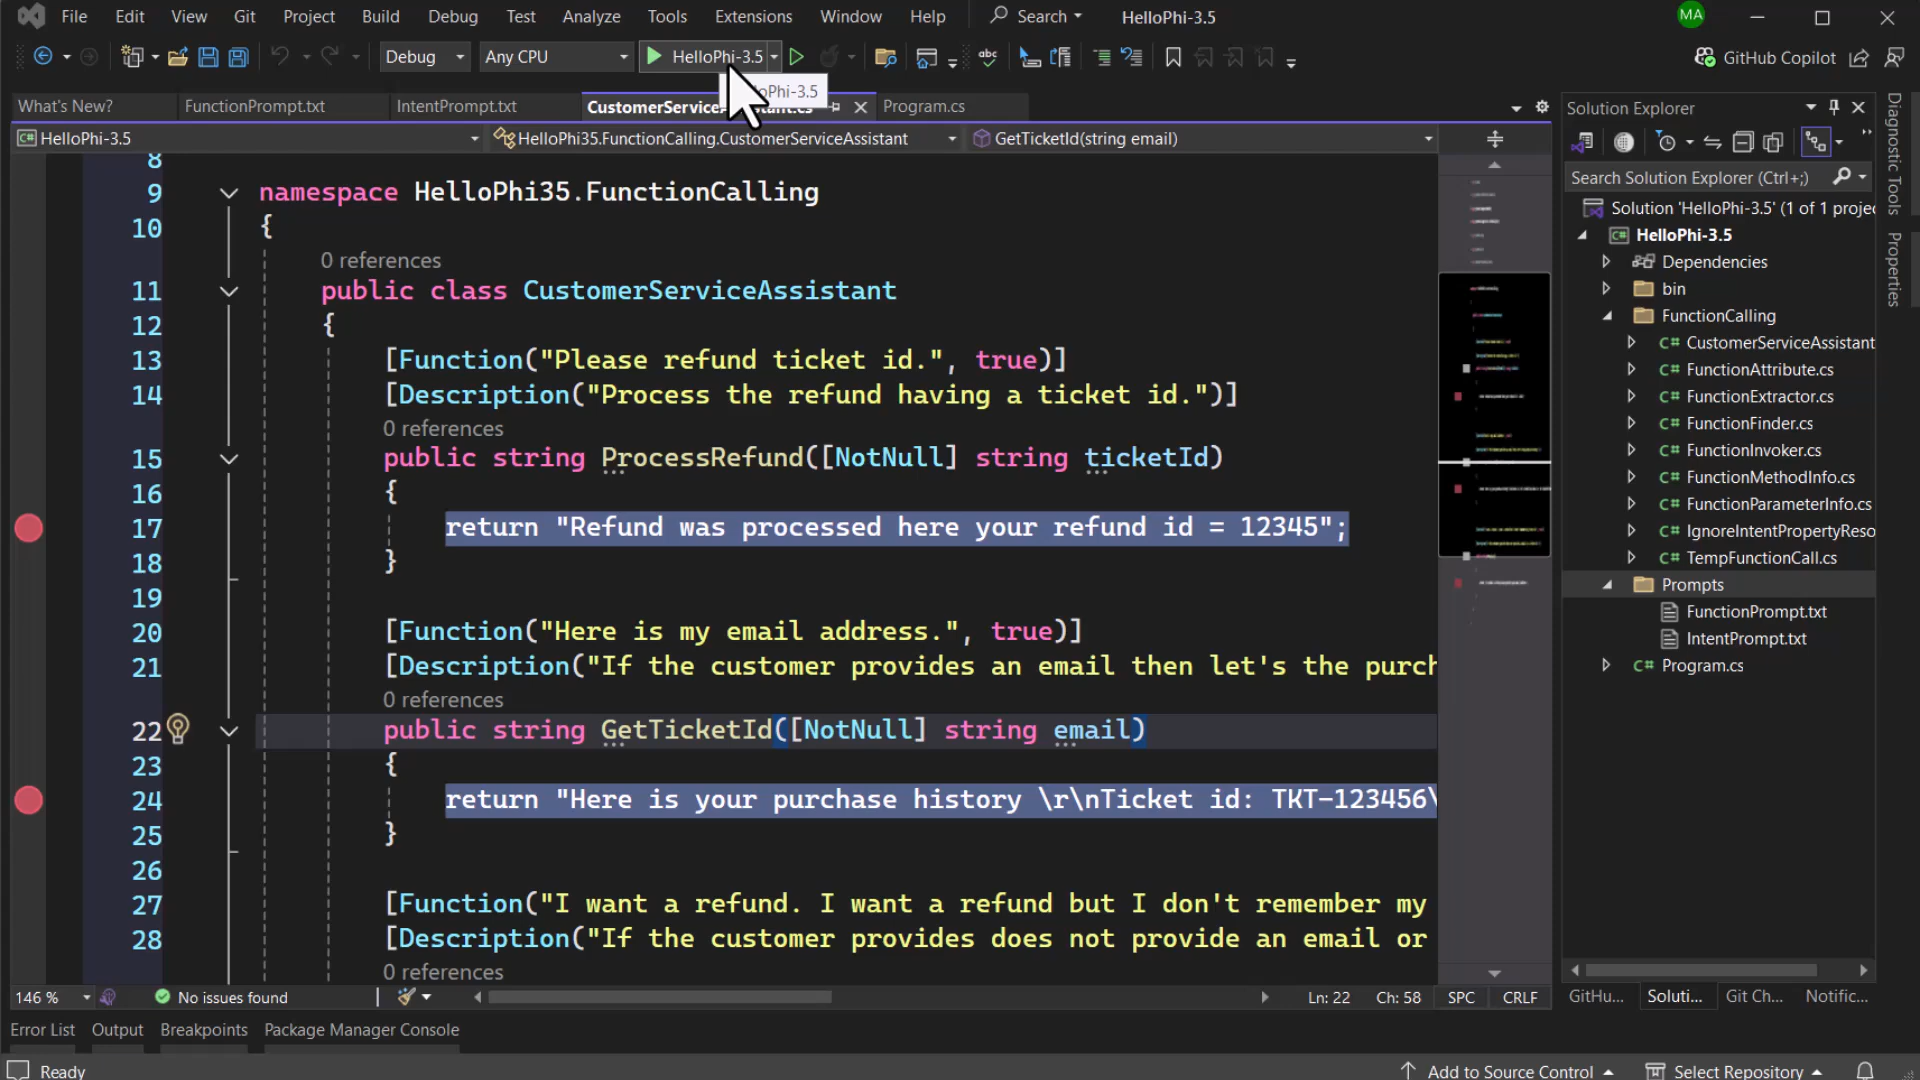 File Edit View Git Project Build Debug Test Analyze Tools Extensions Window Help Search HelloPhi-3.5 MA
Debug Any CPU HelloPhi-3.5 GitHub Copilot
loPhi-3.5
What's New? FunctionPrompt.txt IntentPrompt.txt CustomerService Program.cs
HelloPhi-3.5 HelloPhi35.FunctionCalling.CustomerServiceAssistant GetTicketId(string email)
8
9 namespace HelloPhi35.FunctionCalling
10 {
0 references
11 public class CustomerServiceAssistant
12 {
13 [Function("Please refund ticket id.", true)]
14 [Description("Process the refund having a ticket id.")]
0 references
15 public string ProcessRefund([NotNull] string ticketId)
16 {
17 return "Refund was processed here your refund id = 12345";
18 }
19
20 [Function("Here is my email address.", true)]
21 [Description("If the customer provides an email then let's the purch
0 references
22 public string GetTicketId([NotNull] string email)
23 {
24 return "Here is your purchase history \r\nTicket id: TKT-123456\
25 }
26
27 [Function("I want a refund. I want a refund but I don't remember my
28 [Description("If the customer provides does not provide an email or
0 references
146 % No issues found Ln: 22 Ch: 58 SPC CRLF
Error List Output Breakpoints Package Manager Console
Ready Add to Source Control Select Repository
Solution Explorer
Search Solution Explorer (Ctrl+;)
Solution 'HelloPhi-3.5' (1 of 1 projec
HelloPhi-3.5
Dependencies
bin
FunctionCalling
C# CustomerServiceAssistant
C# FunctionAttribute.cs
C# FunctionExtractor.cs
C# FunctionFinder.cs
C# FunctionInvoker.cs
C# FunctionMethodInfo.cs
C# FunctionParameterInfo.cs
C# IgnoreIntentPropertyReso
C# TempFunctionCall.cs
Prompts
FunctionPrompt.txt
IntentPrompt.txt
C# Program.cs
GitHu... Soluti... Git Ch... Notific...
Diagnostic Tools
Properties